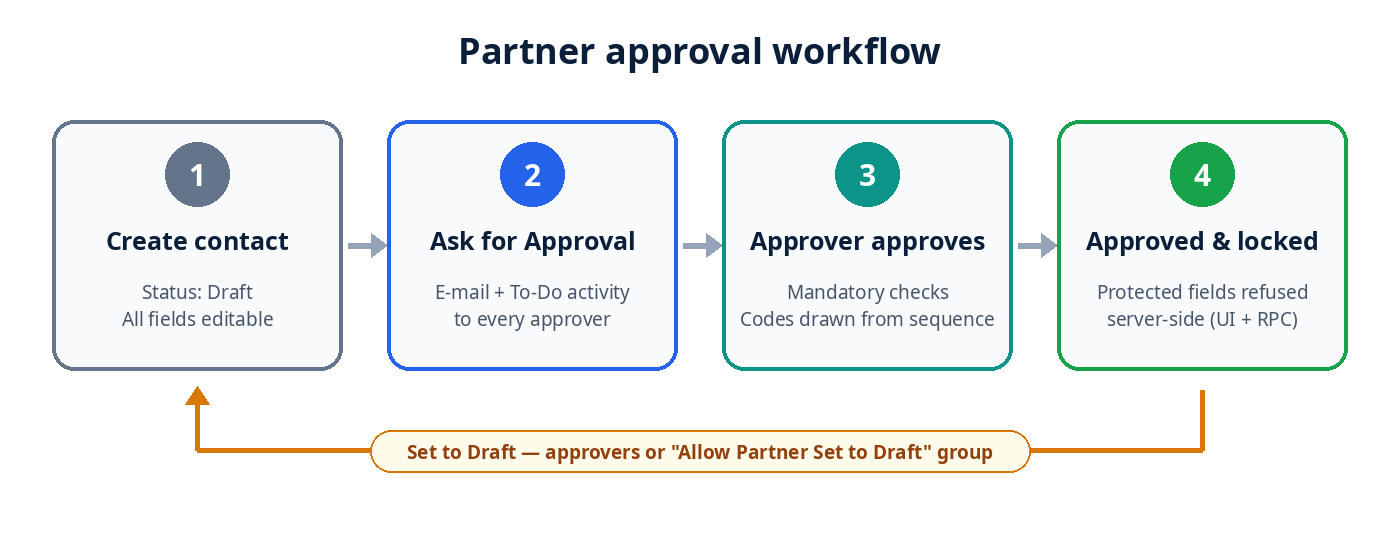 Partner approval workflow
1
Create contact
Status: Draft
All fields editable
2
Ask for Approval
E-mail + To-Do activity
to every approver
3
Approver approves
Mandatory checks
Codes drawn from sequence
4
Approved & locked
Protected fields refused
server-side (UI + RPC)
Set to Draft — approvers or "Allow Partner Set to Draft" group